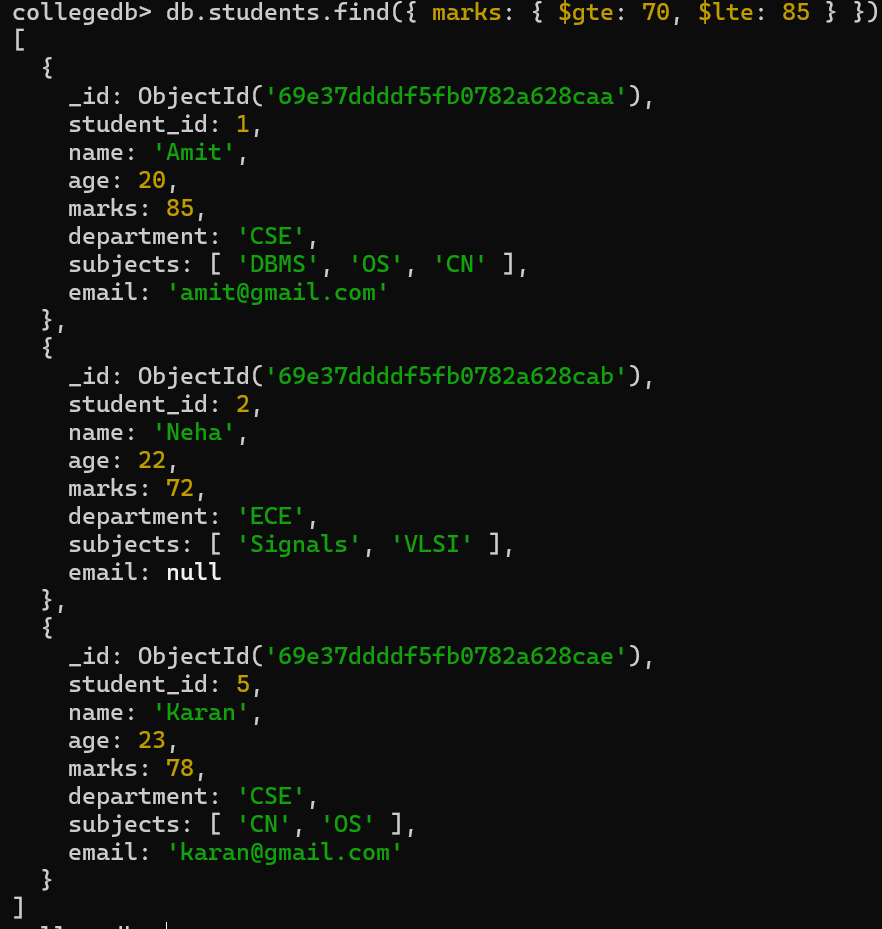 collegedb> db.students.find({ marks: { $gte: 70, $lte: 85 } })
[
  {
    _id: ObjectId('69e37ddddf5fb0782a628caa'),
    student_id: 1,
    name: 'Amit',
    age: 20,
    marks: 85,
    department: 'CSE',
    subjects: [ 'DBMS', 'OS', 'CN' ],
    email: 'amit@gmail.com'
  },
  {
    _id: ObjectId('69e37ddddf5fb0782a628cab'),
    student_id: 2,
    name: 'Neha',
    age: 22,
    marks: 72,
    department: 'ECE',
    subjects: [ 'Signals', 'VLSI' ],
    email: null
  },
  {
    _id: ObjectId('69e37ddddf5fb0782a628cae'),
    student_id: 5,
    name: 'Karan',
    age: 23,
    marks: 78,
    department: 'CSE',
    subjects: [ 'CN', 'OS' ],
    email: 'karan@gmail.com'
  }
]